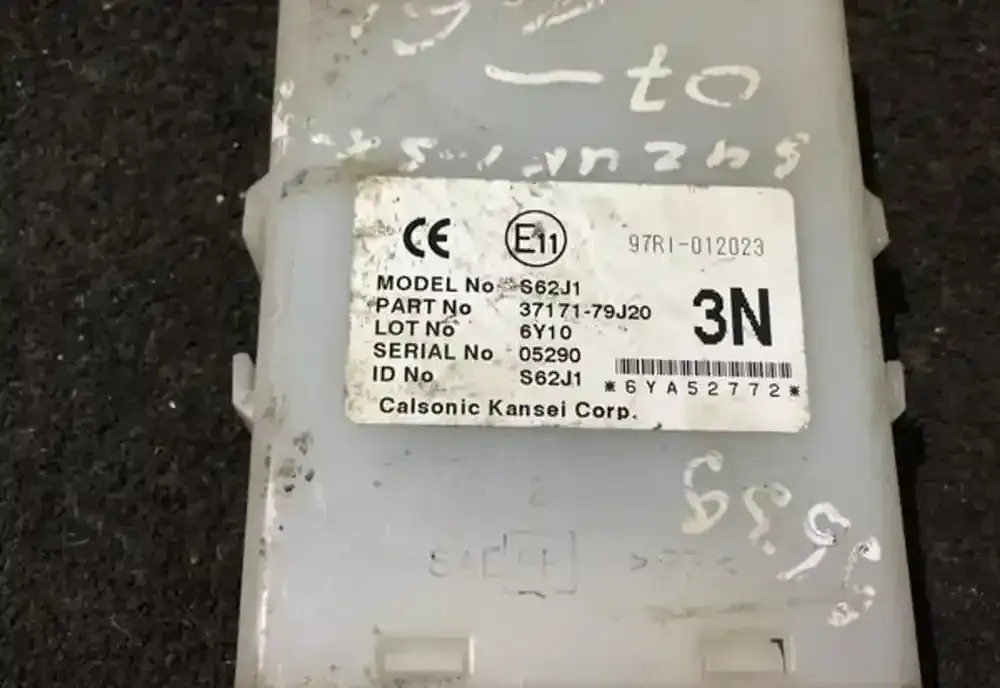 07-
CE E11 97RI-012023
MODEL No S62J1
PART No 37171-79J20
LOT No 6Y10
SERIAL No 05290
ID No S62J1
3N
*6YA52772*
Calsonic Kansei Corp.